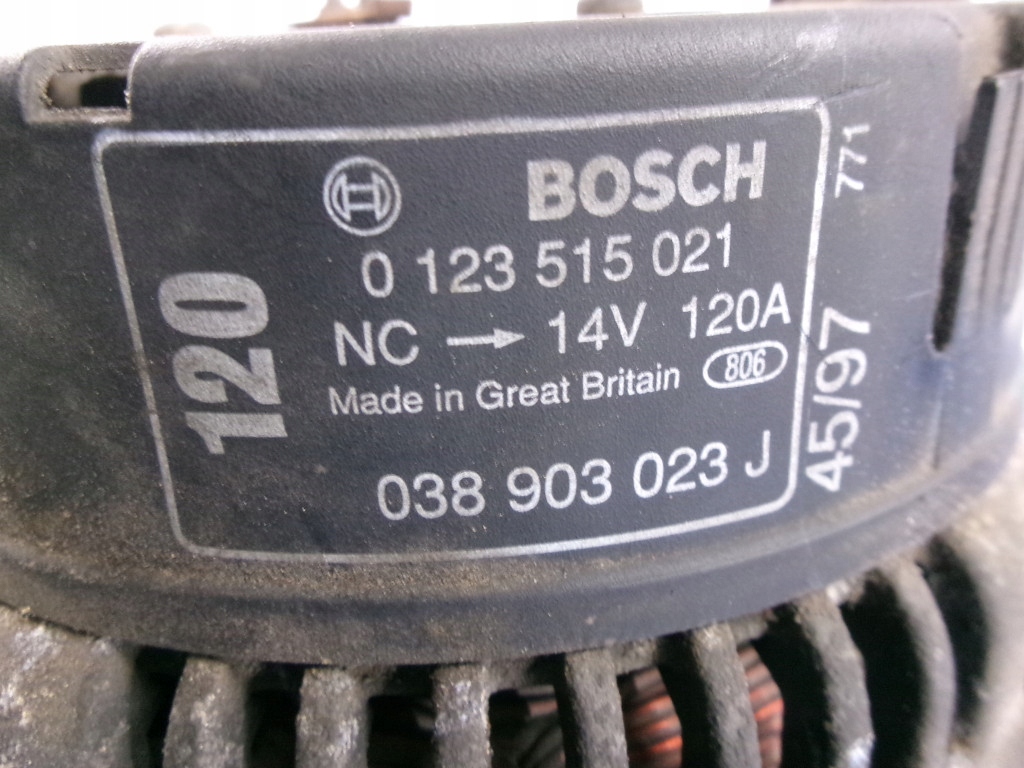 BOSCH
0 123 515 021
NC → 14V 120A
Made in Great Britain 806
038 903 023 J
120
45/97
771